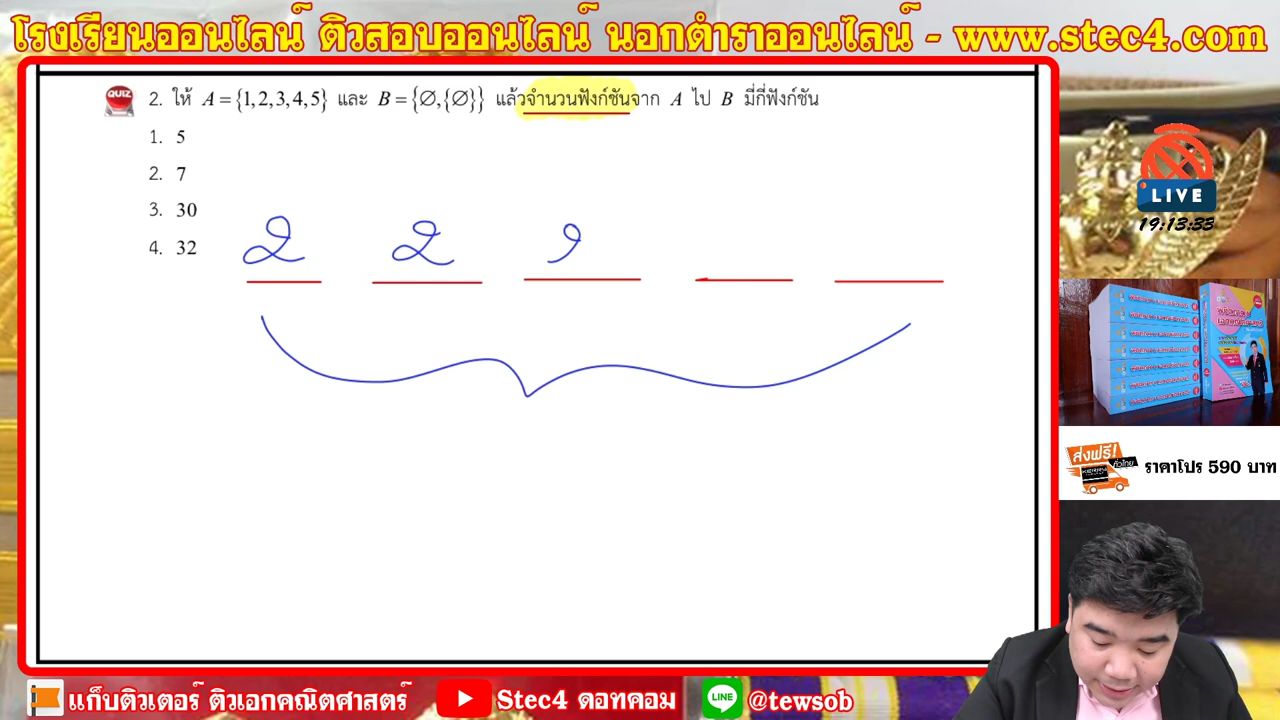 โรงเรียนออนไลน์ ติวสอบออนไลน์ นอกตำราออนไลน์ - www.stec4.com
QUIZ 2. ให้ A = {1,2,3,4,5} และ B = {∅,{∅}} แล้วจำนวนฟังก์ชันจาก A ไป B มี่กี่ฟังก์ชัน
1. 5
2. 7
3. 30
4. 32
2 2
LIVE
19:13:33
ส่งฟรี!
ทั่วไทย
ราคาโปร 590 บาท
แก็บติวเตอร์ ติวเอกคณิตศาสตร์
Stec4 ดอทคอม
LINE @tewsob